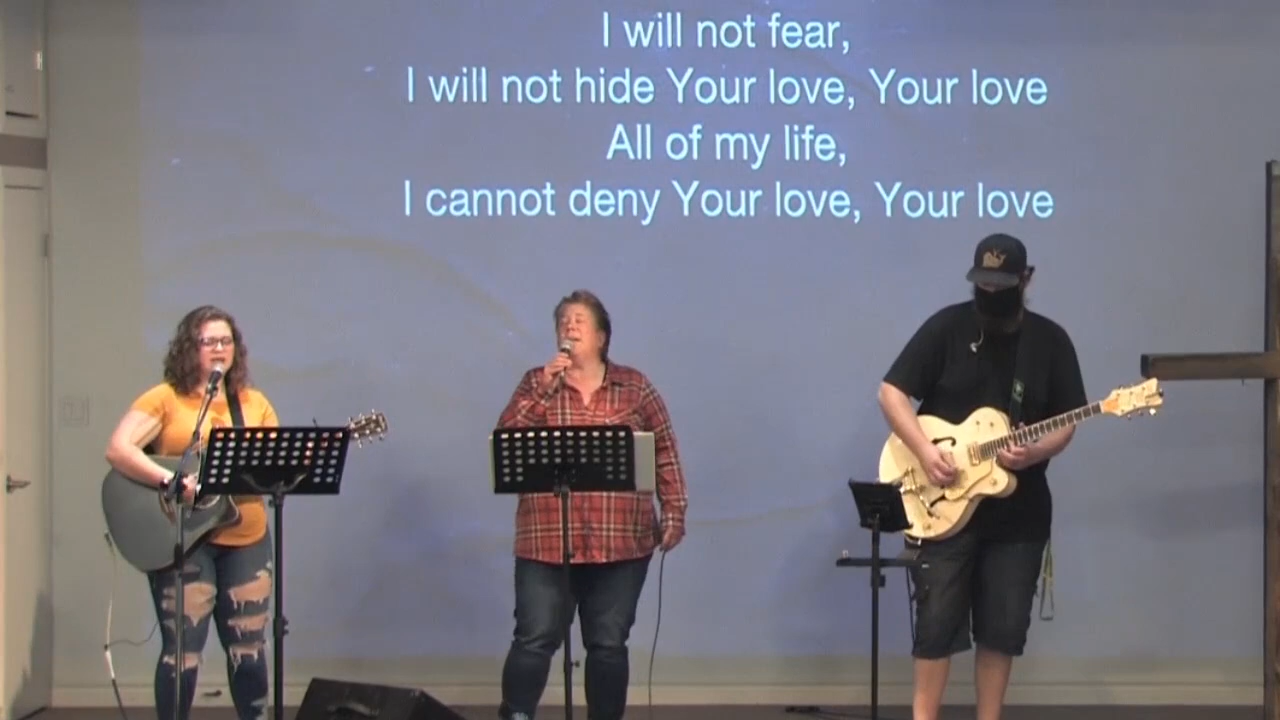 I will not fear,
I will not hide Your love, Your love
All of my life,
I cannot deny Your love, Your love